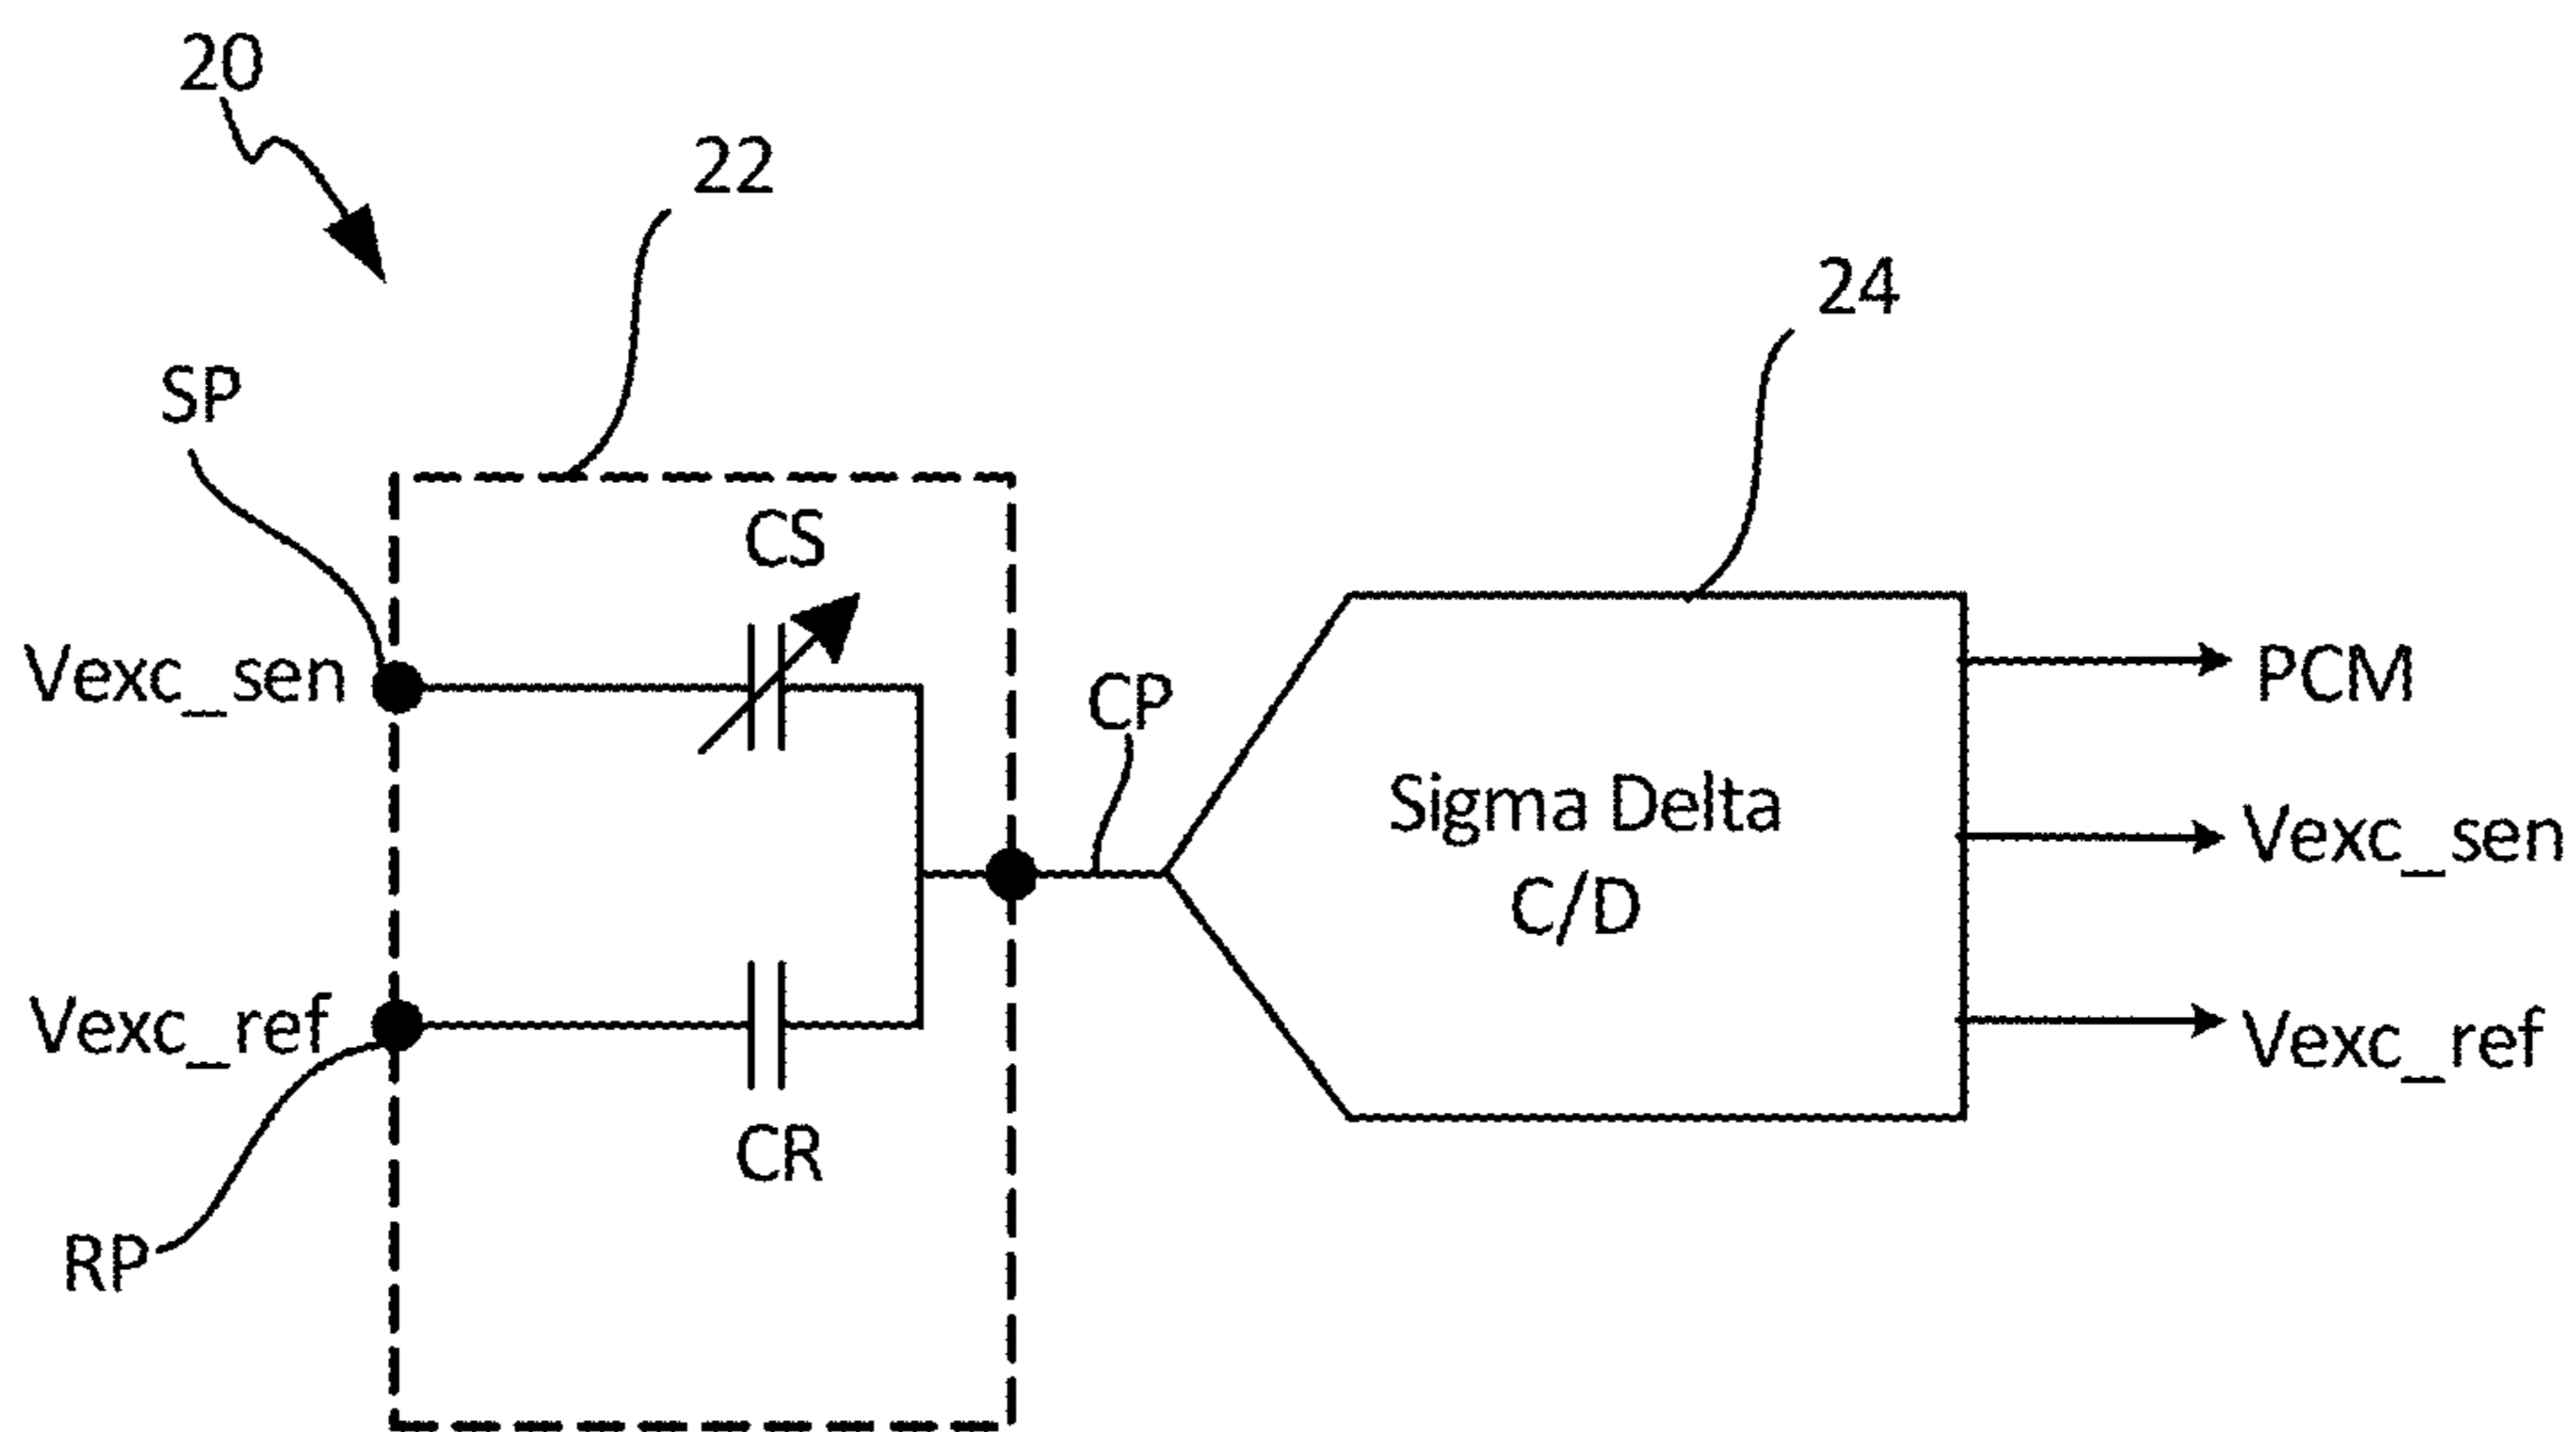 20
22
24
SP
CS
Vexc_sen
CP
PCM
Sigma Delta
C/D
Vexc_sen
Vexc_ref
CR
Vexc_ref
RP